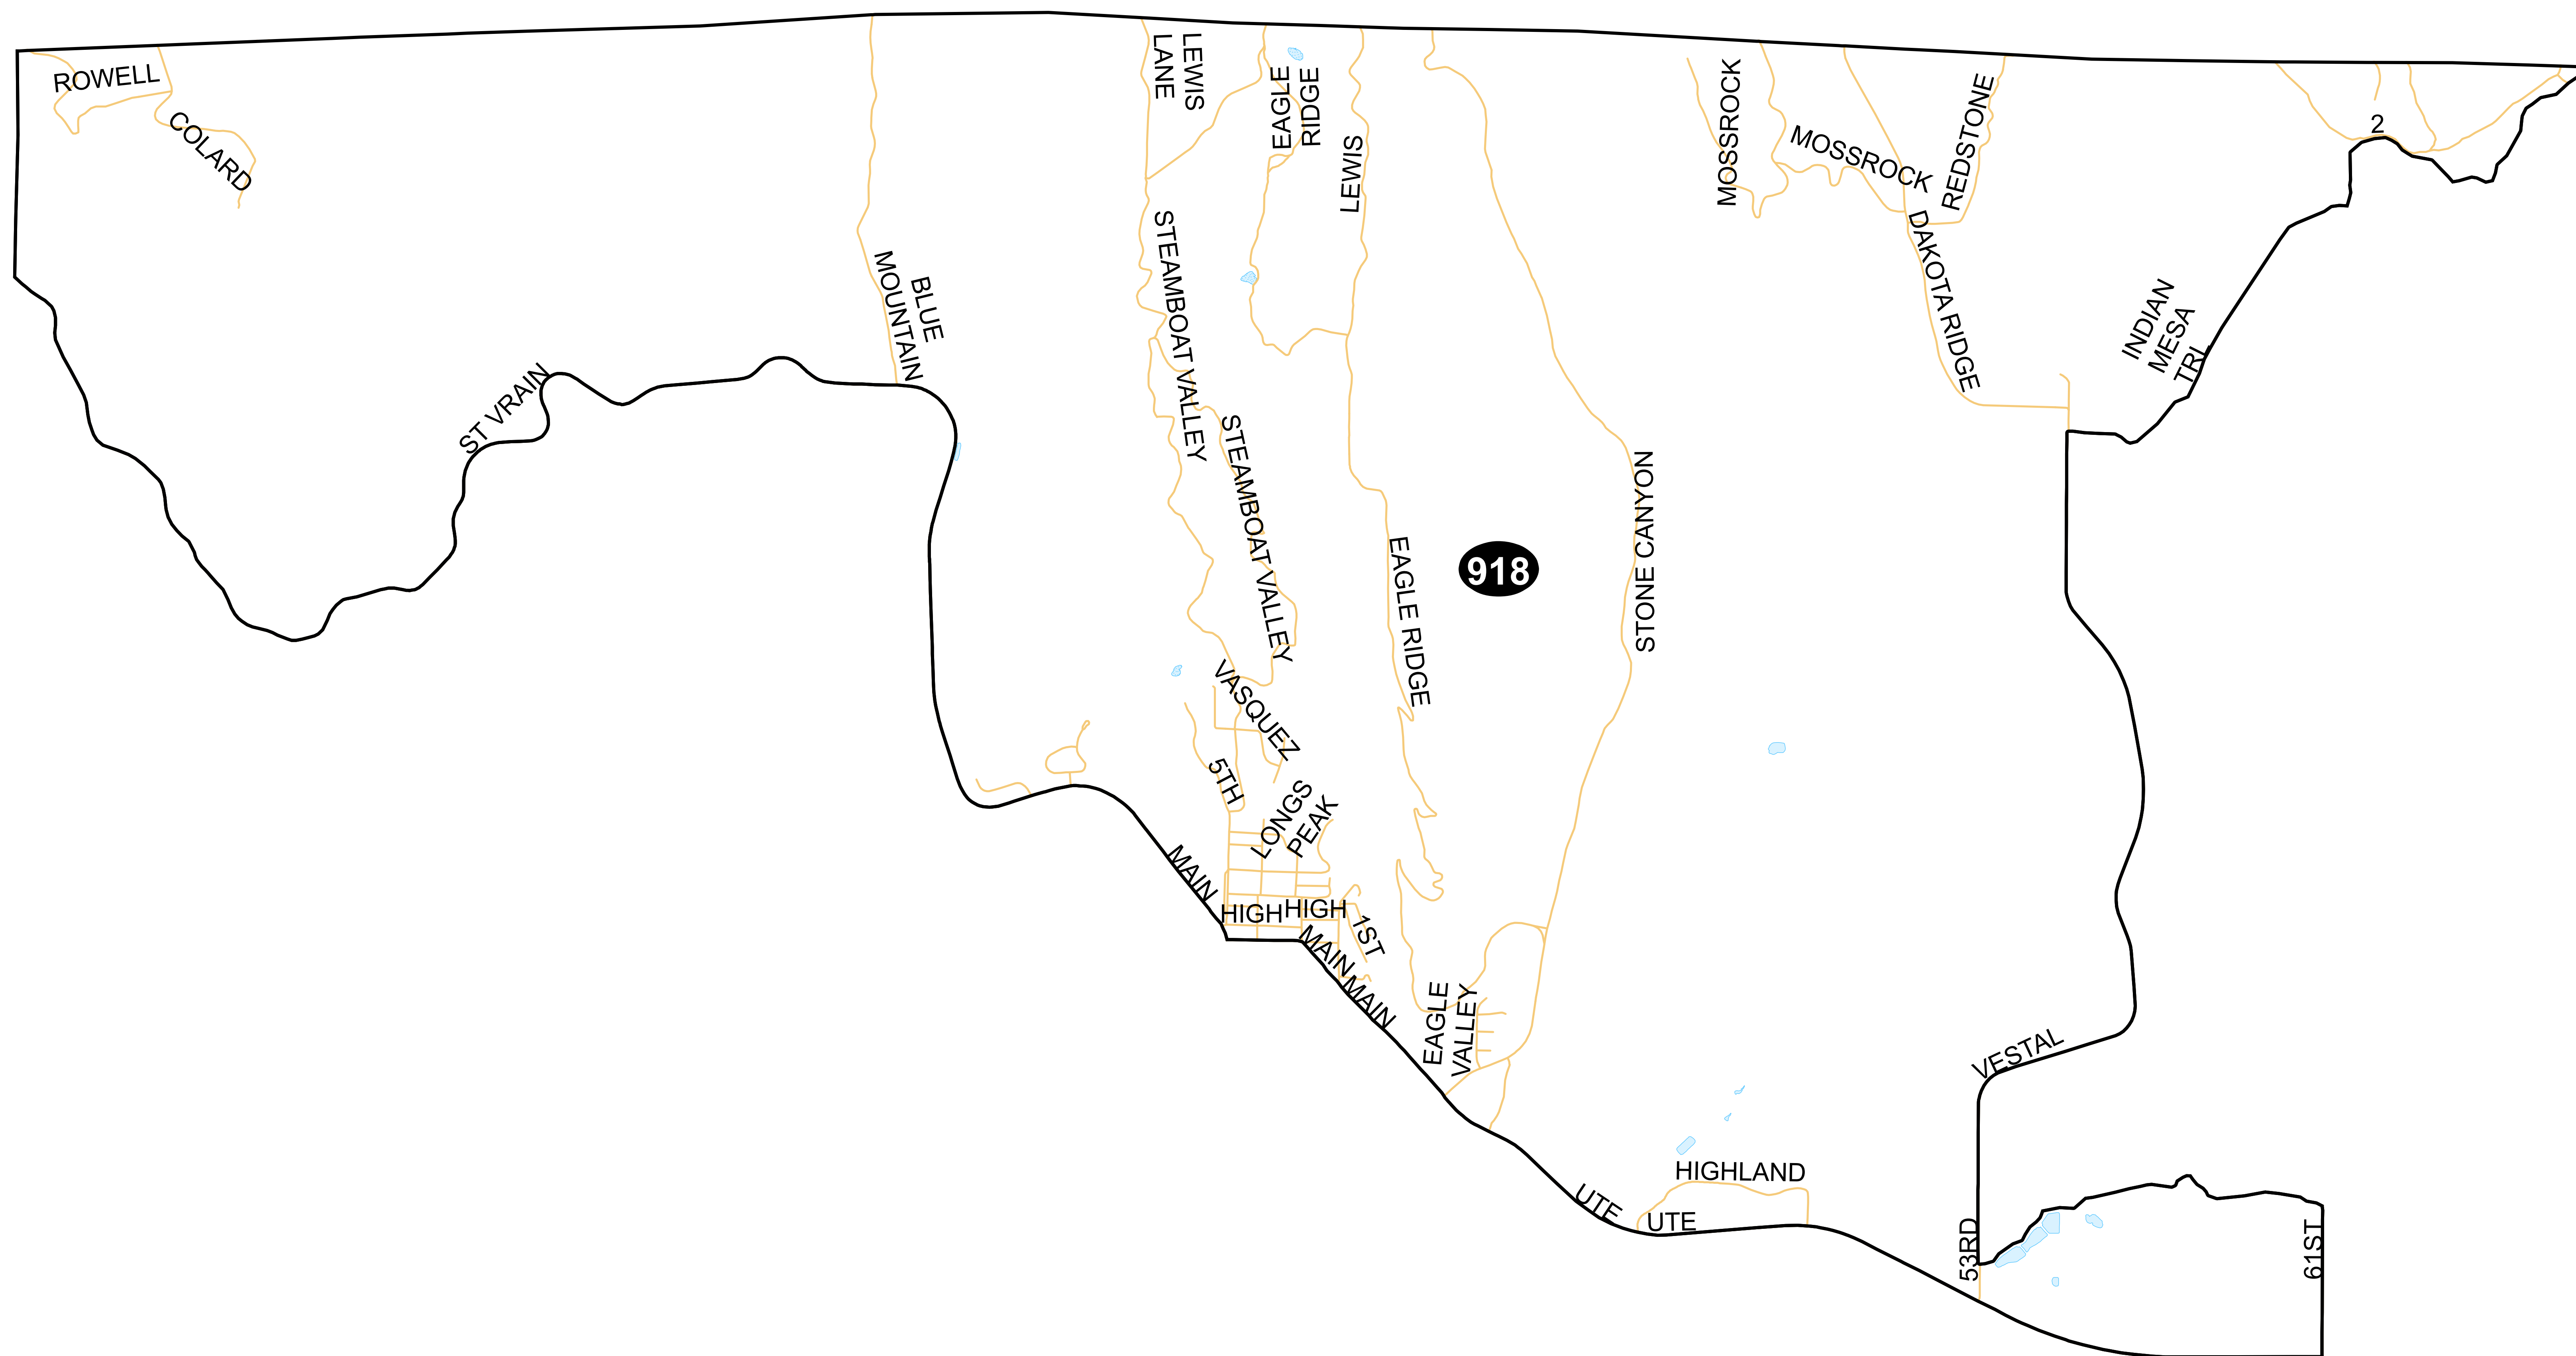 ROWELL
COLARD
ST VRAIN
BLUE
MOUNTAIN
LEWIS
LANE
EAGLE
RIDGE
LEWIS
STEAMBOAT VALLEY
STEAMBOAT VALLEY
MOSSROCK
MOSSROCK
REDSTONE
DAKOTA RIDGE
2
INDIAN
MESA
TRL
STONE CANYON
918
EAGLE RIDGE
VASQUEZ
5TH
LONGS
PEAK
MAIN
HIGH
HIGH
1ST
MAIN
MAIN
EAGLE
VALLEY
VESTAL
HIGHLAND
UTE
UTE
53RD
61ST